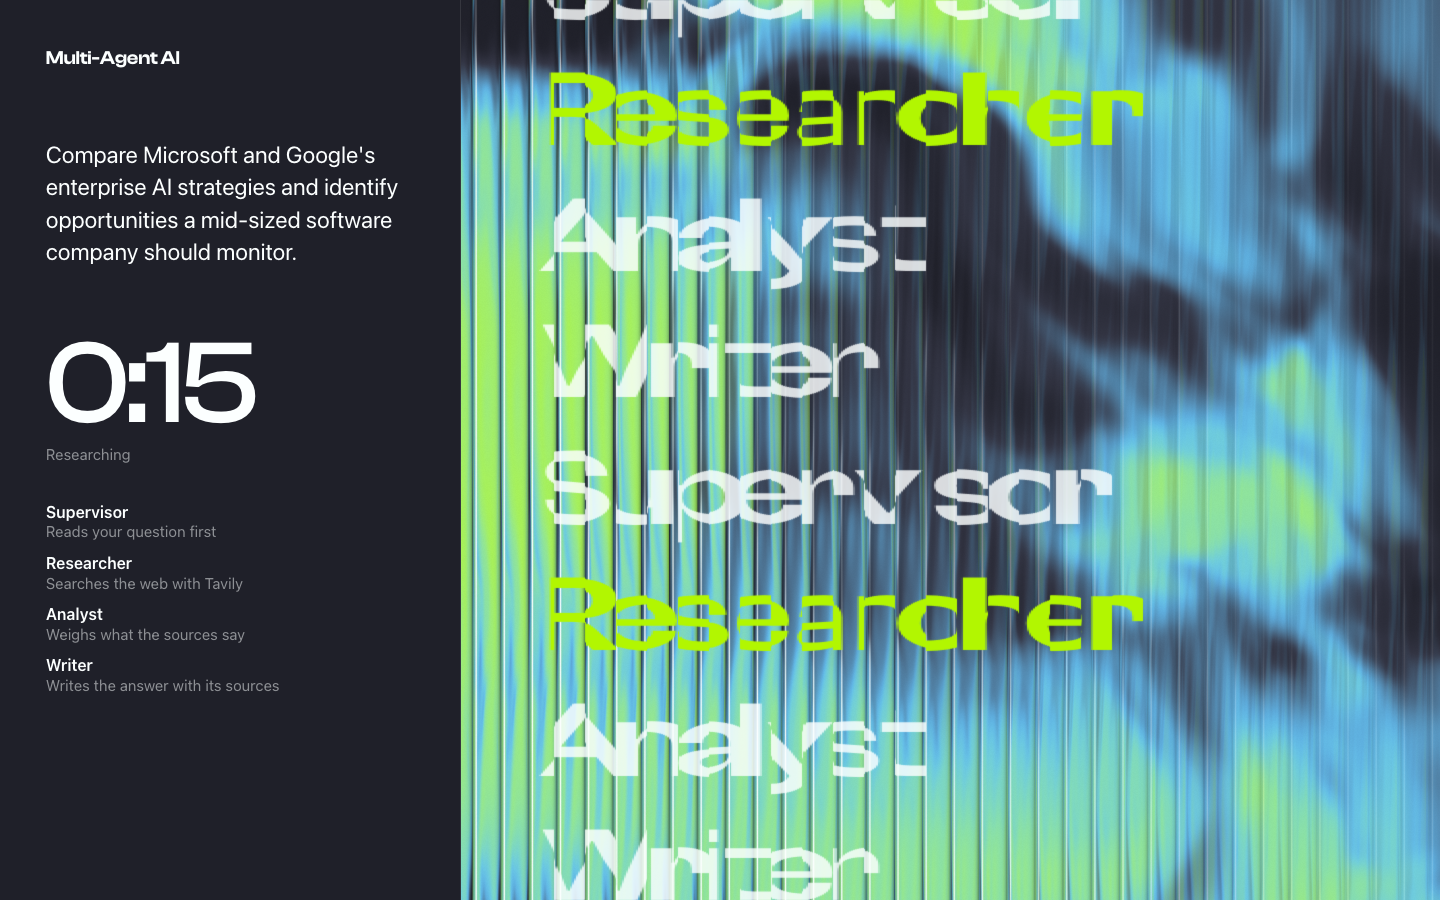 Multi-Agent AI
Compare Microsoft and Google's
enterprise AI strategies and identify
opportunities a mid-sized software
company should monitor.
0:15
Researching
Supervisor
Reads your question first
Researcher
Searches the web with Tavily
Analyst
Weighs what the sources say
Writer
Writes the answer with its sources
Supervisor
Researcher
Analyst
Writer
Supervisor
Researcher
Analyst
Writer